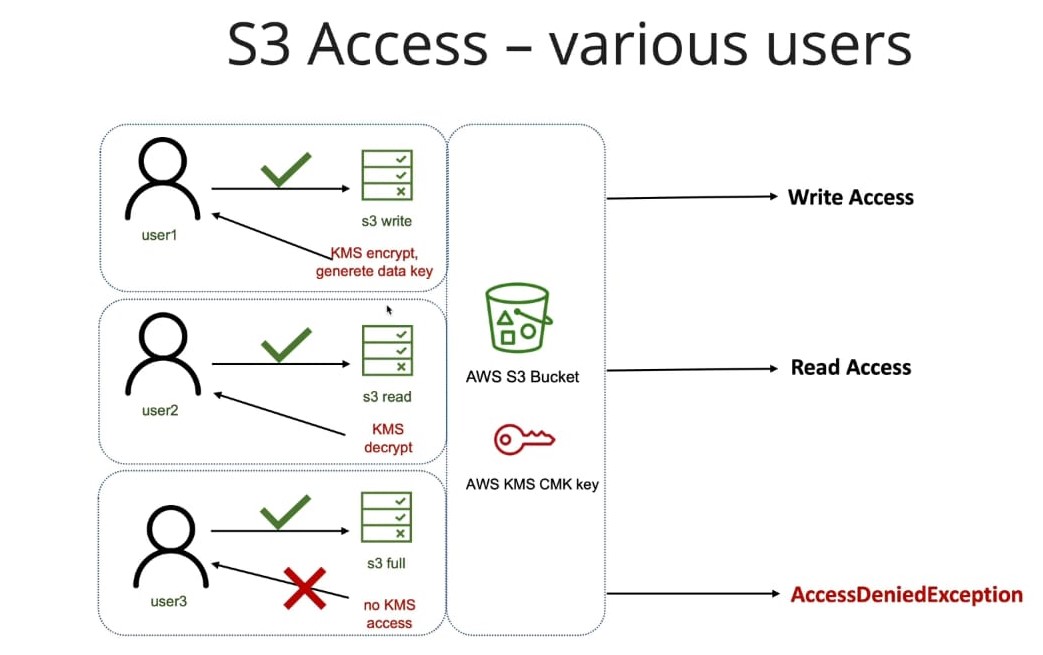 S3 Access – various users
user1
s3 write
KMS encrypt,
generete data key
Write Access
user2
s3 read
KMS
decrypt
AWS S3 Bucket
Read Access
AWS KMS CMK key
user3
s3 full
no KMS
access
AccessDeniedException